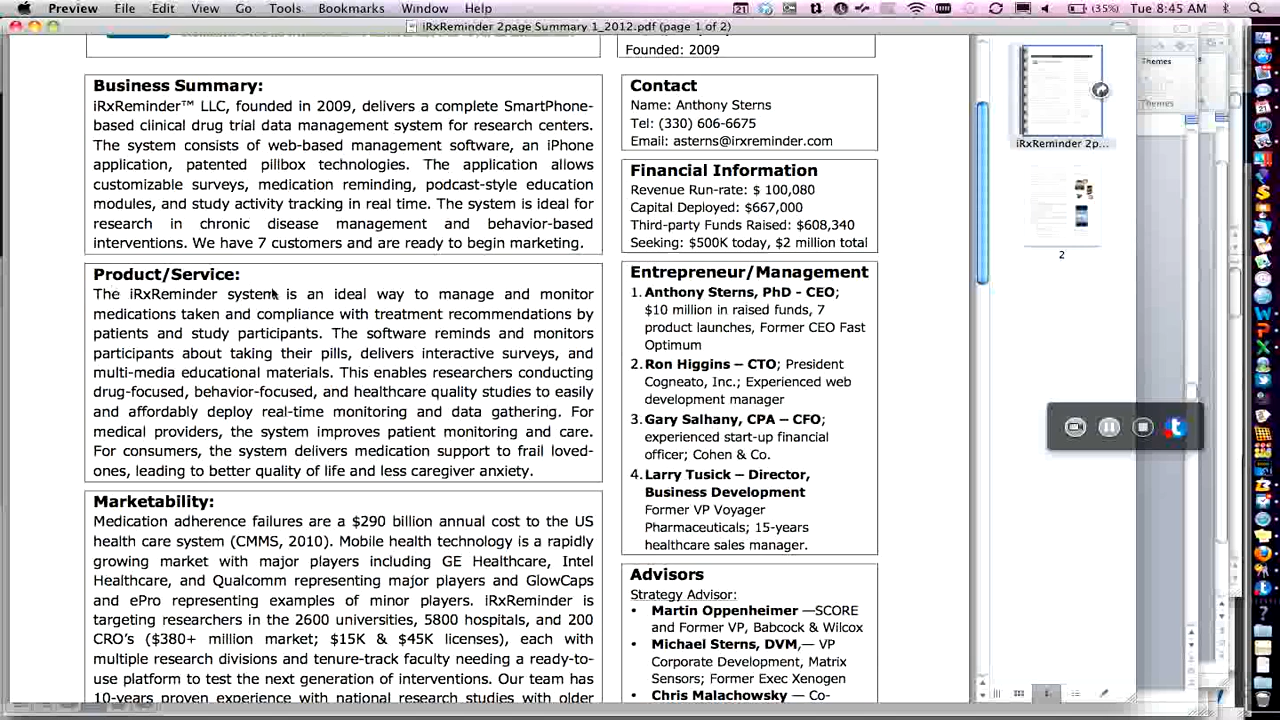 Preview File Edit View Go Tools Bookmarks Window Help
21
(35%) Tue 8:45 AM
iRxReminder 2page Summary 1_2012.pdf (page 1 of 2)
Founded: 2009
Business Summary:
iRxReminder™ LLC, founded in 2009, delivers a complete SmartPhone-
based clinical drug trial data management system for research centers.
The system consists of web-based management software, an iPhone
application, patented pillbox technologies. The application allows
customizable surveys, medication reminding, podcast-style education
modules, and study activity tracking in real time. The system is ideal for
research in chronic disease management and behavior-based
interventions. We have 7 customers and are ready to begin marketing.
Product/Service:
The iRxReminder system is an ideal way to manage and monitor
medications taken and compliance with treatment recommendations by
patients and study participants. The software reminds and monitors
participants about taking their pills, delivers interactive surveys, and
multi-media educational materials. This enables researchers conducting
drug-focused, behavior-focused, and healthcare quality studies to easily
and affordably deploy real-time monitoring and data gathering. For
medical providers, the system improves patient monitoring and care.
For consumers, the system delivers medication support to frail loved-
ones, leading to better quality of life and less caregiver anxiety.
Marketability:
Medication adherence failures are a $290 billion annual cost to the US
health care system (CMMS, 2010). Mobile health technology is a rapidly
growing market with major players including GE Healthcare, Intel
Healthcare, and Qualcomm representing major players and GlowCaps
and ePro representing examples of minor players. iRxReminder is
targeting researchers in the 2600 universities, 5800 hospitals, and 200
CRO's ($380+ million market; $15K & $45K licenses), each with
multiple research divisions and tenure-track faculty needing a ready-to-
use platform to test the next generation of interventions. Our team has
10-years proven experience with national research studies with older
Contact
Name: Anthony Sterns
Tel: (330) 606-6675
Email: asterns@irxreminder.com
Financial Information
Revenue Run-rate: $ 100,080
Capital Deployed: $667,000
Third-party Funds Raised: $608,340
Seeking: $500K today, $2 million total
Entrepreneur/Management
1. Anthony Sterns, PhD - CEO;
$10 million in raised funds, 7
product launches, Former CEO Fast
Optimum
2. Ron Higgins – CTO; President
Cogneato, Inc.; Experienced web
development manager
3. Gary Salhany, CPA – CFO;
experienced start-up financial
officer; Cohen & Co.
4. Larry Tusick – Director,
Business Development
Former VP Voyager
Pharmaceuticals; 15-years
healthcare sales manager.
Advisors
Strategy Advisor:
• Martin Oppenheimer —SCORE
and Former VP, Babcock & Wilcox
• Michael Sterns, DVM,— VP
Corporate Development, Matrix
Sensors; Former Exec Xenogen
• Chris Malachowsky — Co-
iRxReminder 2p...
2
Themes
Themes